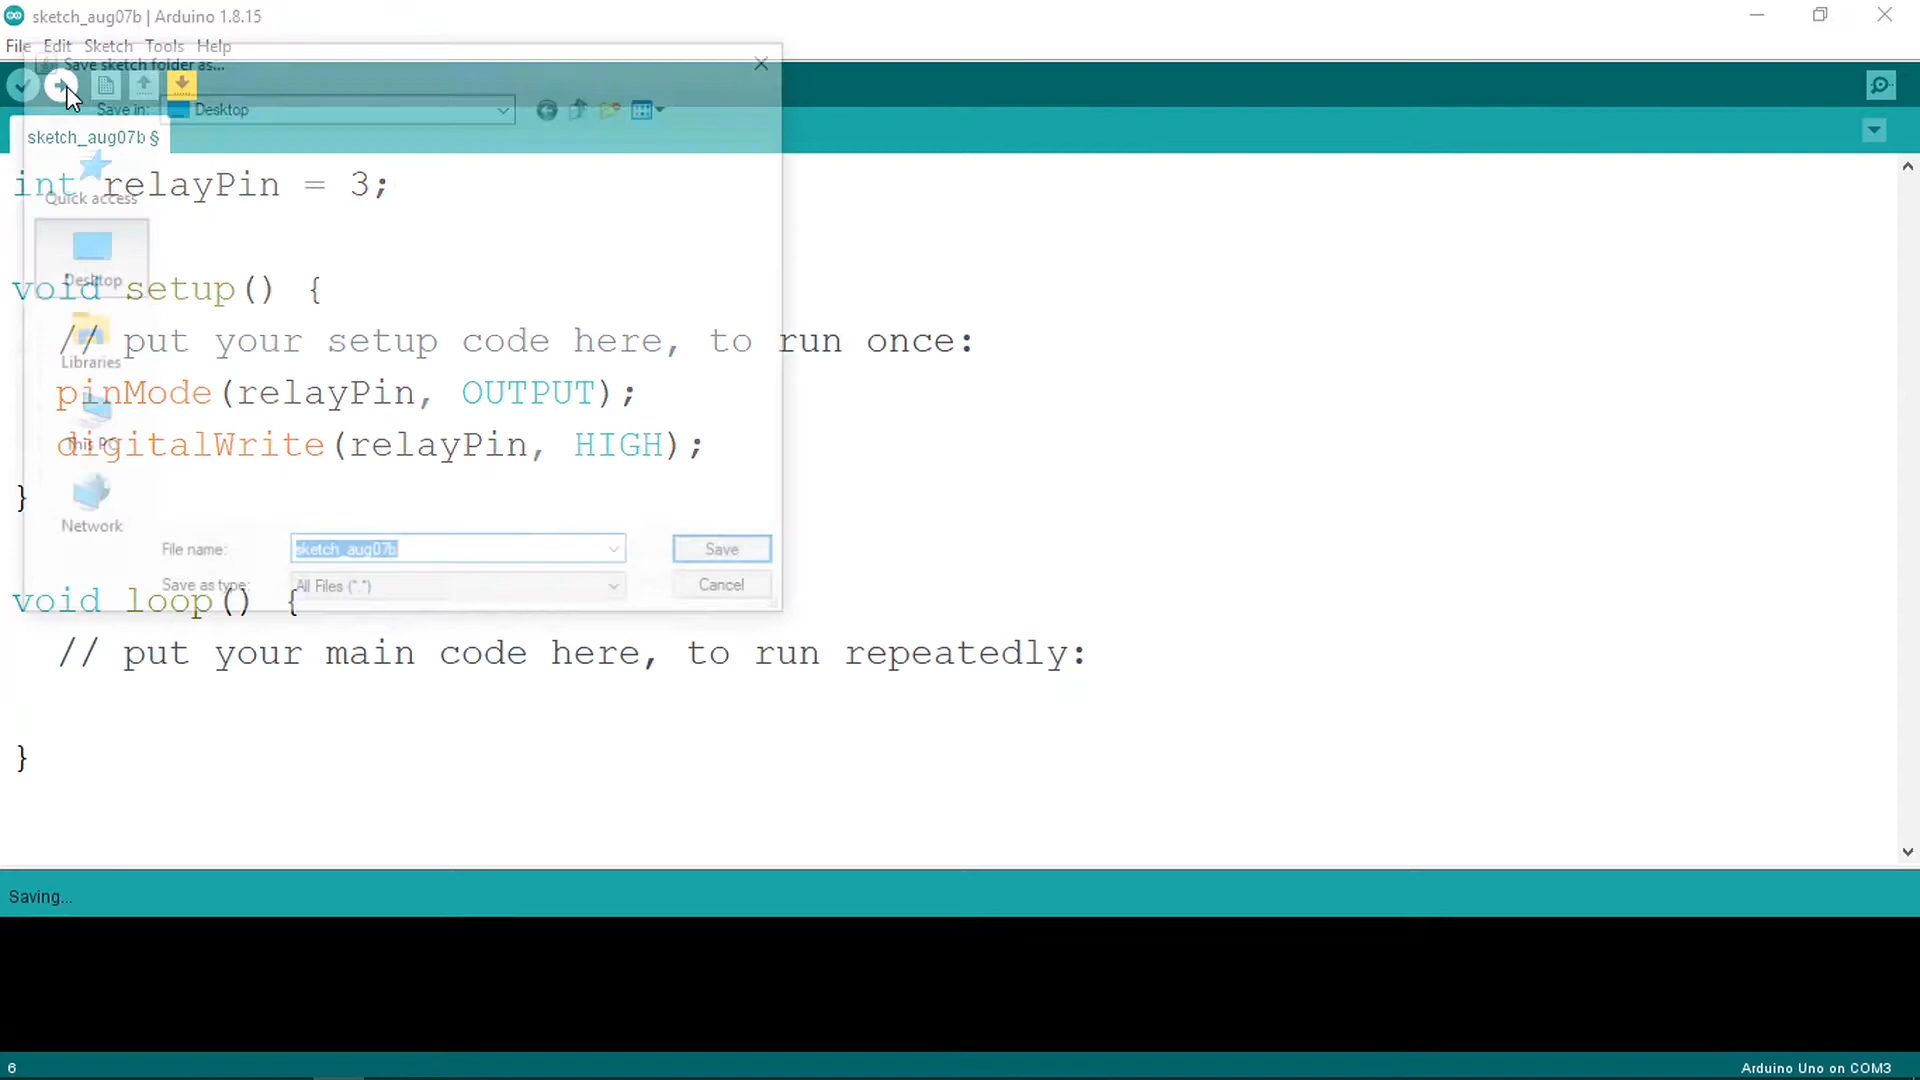 sketch_aug07b | Arduino 1.8.15
File Edit Sketch Tools Help
Save sketch folder as...
Save in: Desktop
sketch_aug07b §
int relayPin = 3;
Quick access
Desktop
void setup() {
// put your setup code here, to run once:
Libraries
pinMode(relayPin, OUTPUT);
This PC
digitalWrite(relayPin, HIGH);
}
Network
File name: sketch_aug07b Save
Save as type: All Files (*.*) Cancel
void loop() {
// put your main code here, to run repeatedly:
}
Saving...
6 Arduino Uno on COM3